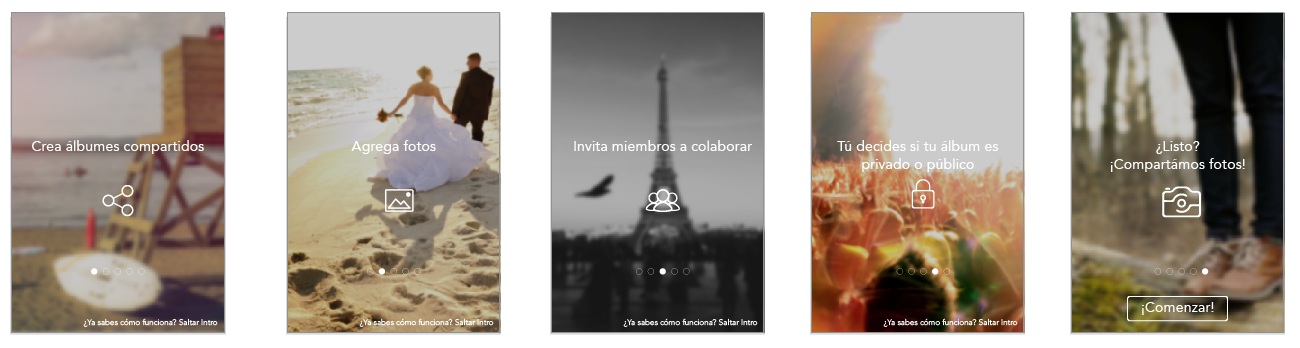 Crea álbumes compartidos
¿Ya sabes cómo funciona? Saltar Intro
Agrega fotos
¿Ya sabes cómo funciona? Saltar Intro
Invita miembros a colaborar
¿Ya sabes cómo funciona? Saltar Intro
Tú decides si tu álbum es
privado o público
¿Ya sabes cómo funciona? Saltar Intro
¿Listo?
¡Compartámos fotos!
¡Comenzar!